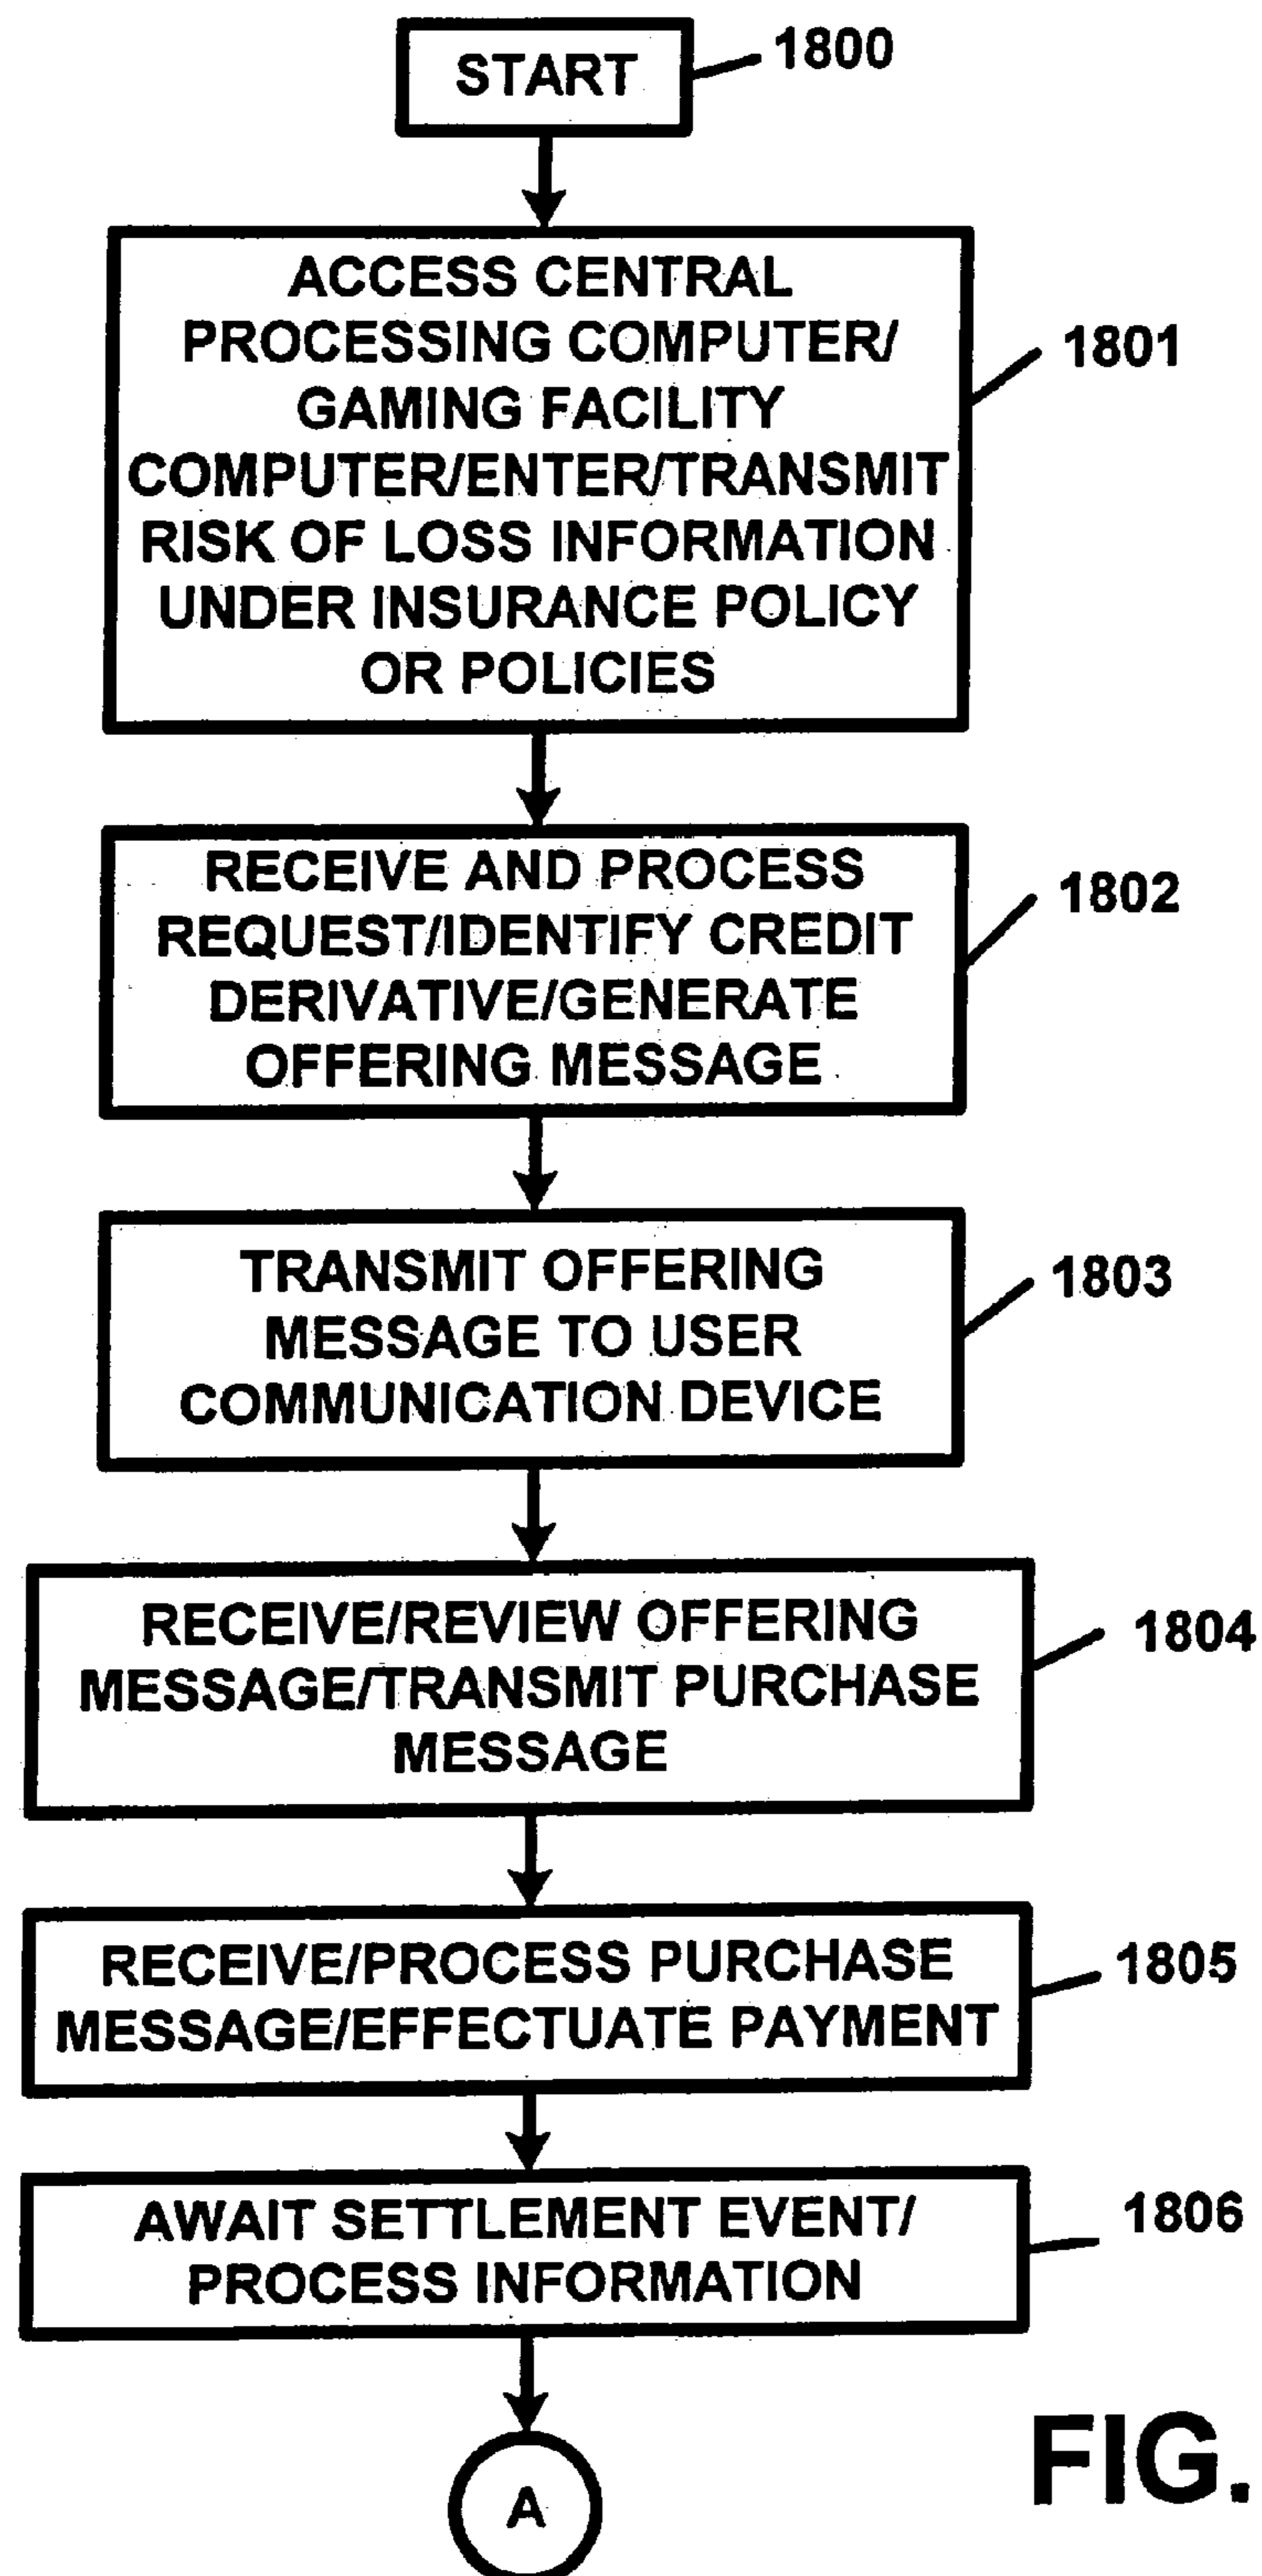 START
1800
ACCESS CENTRAL
PROCESSING COMPUTER/
GAMING FACILITY
COMPUTER/ENTER/TRANSMIT
RISK OF LOSS INFORMATION
UNDER INSURANCE POLICY
OR POLICIES
1801
RECEIVE AND PROCESS
REQUEST/IDENTIFY CREDIT
DERIVATIVE/GENERATE
OFFERING MESSAGE
1802
TRANSMIT OFFERING
MESSAGE TO USER
COMMUNICATION DEVICE
1803
RECEIVE/REVIEW OFFERING
MESSAGE/TRANSMIT PURCHASE
MESSAGE
1804
RECEIVE/PROCESS PURCHASE
MESSAGE/EFFECTUATE PAYMENT
1805
AWAIT SETTLEMENT EVENT/
PROCESS INFORMATION
1806
A
FIG.